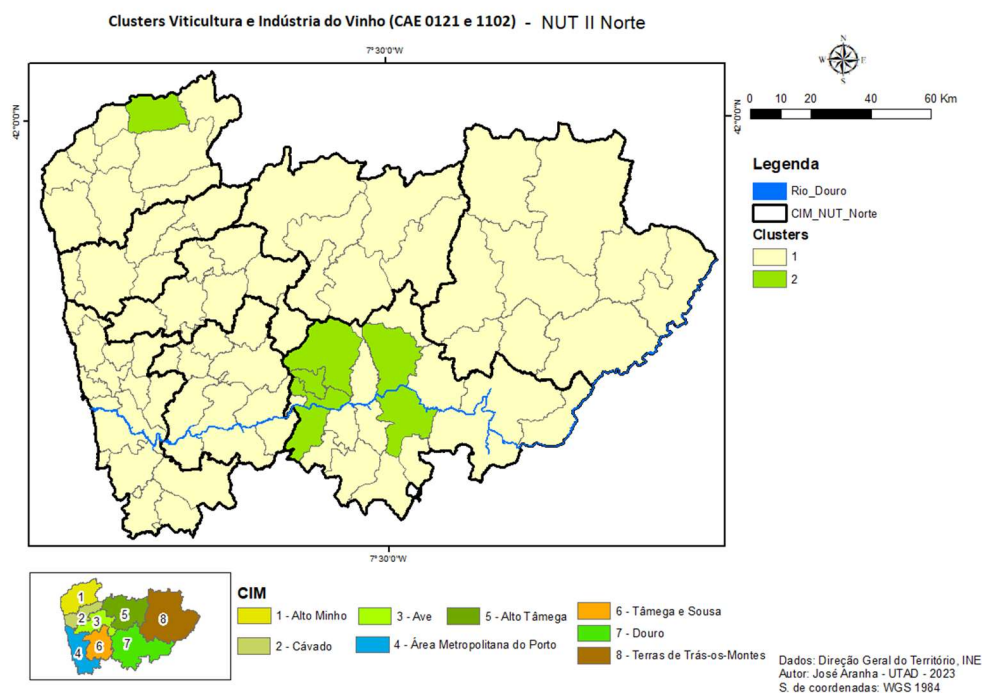 Clusters Viticultura e Indústria do Vinho (CAE 0121 e 1102) - NUT II Norte
7°30'0"W
N
W E
S
0 10 20 40 60 Km
42°0'0"N
42°0'0"N
Legenda
Rio_Douro
CIM_NUT_Norte
Clusters
1
2
7°30'0"W
1
2
3
4
5
6
7
8
CIM
1 - Alto Minho
3 - Ave
5 - Alto Tâmega
6 - Tâmega e Sousa
2 - Cávado
4 - Área Metropolitana do Porto
7 - Douro
8 - Terras de Trás-os-Montes
Dados: Direção Geral do Território, INE
Autor: José Aranha - UTAD - 2023
S. de coordenadas: WGS 1984